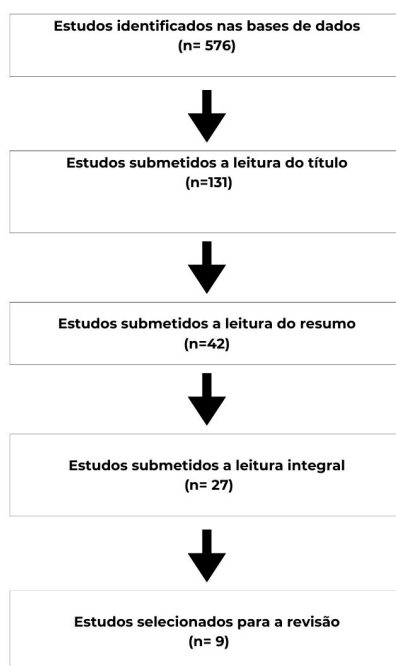 Estudos identificados nas bases de dados
(n= 576)
Estudos submetidos a leitura do título
(n=131)
Estudos submetidos a leitura do resumo
(n=42)
Estudos submetidos a leitura integral
(n= 27)
Estudos selecionados para a revisão
(n= 9)